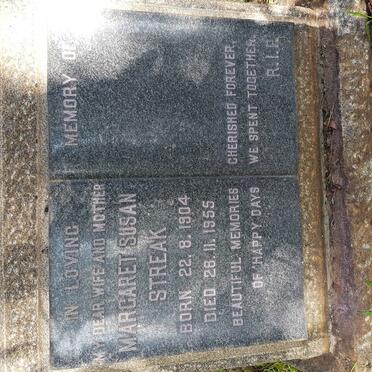 IN LOVING MEMORY OF
MY DEAR WIFE AND MOTHER
MARGARET SUSAN
STREAK
BORN 22.8.1904
DIED 28.11.1955
BEAUTIFUL MEMORIES CHERISHED FOREVER,
OF HAPPY DAYS WE SPENT TOGETHER.
R.I.P.